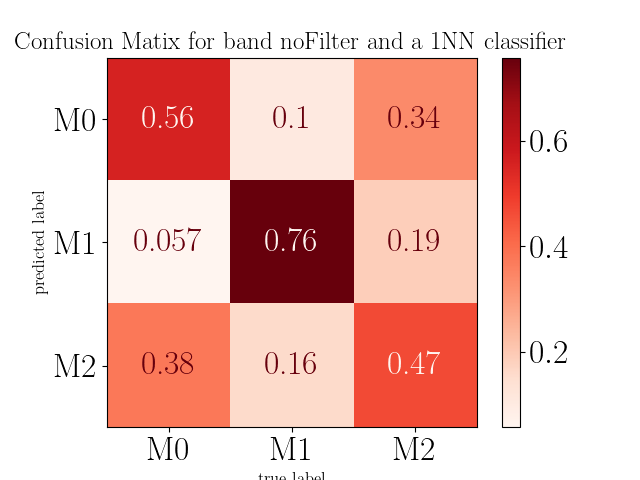 Confusion Matix for band noFilter and a 1NN classifier
M0 0.56 0.1 0.34
0.6
M1 0.057 0.76 0.19
0.4
predicted label
M2 0.38 0.16 0.47
0.2
M0 M1 M2
true label